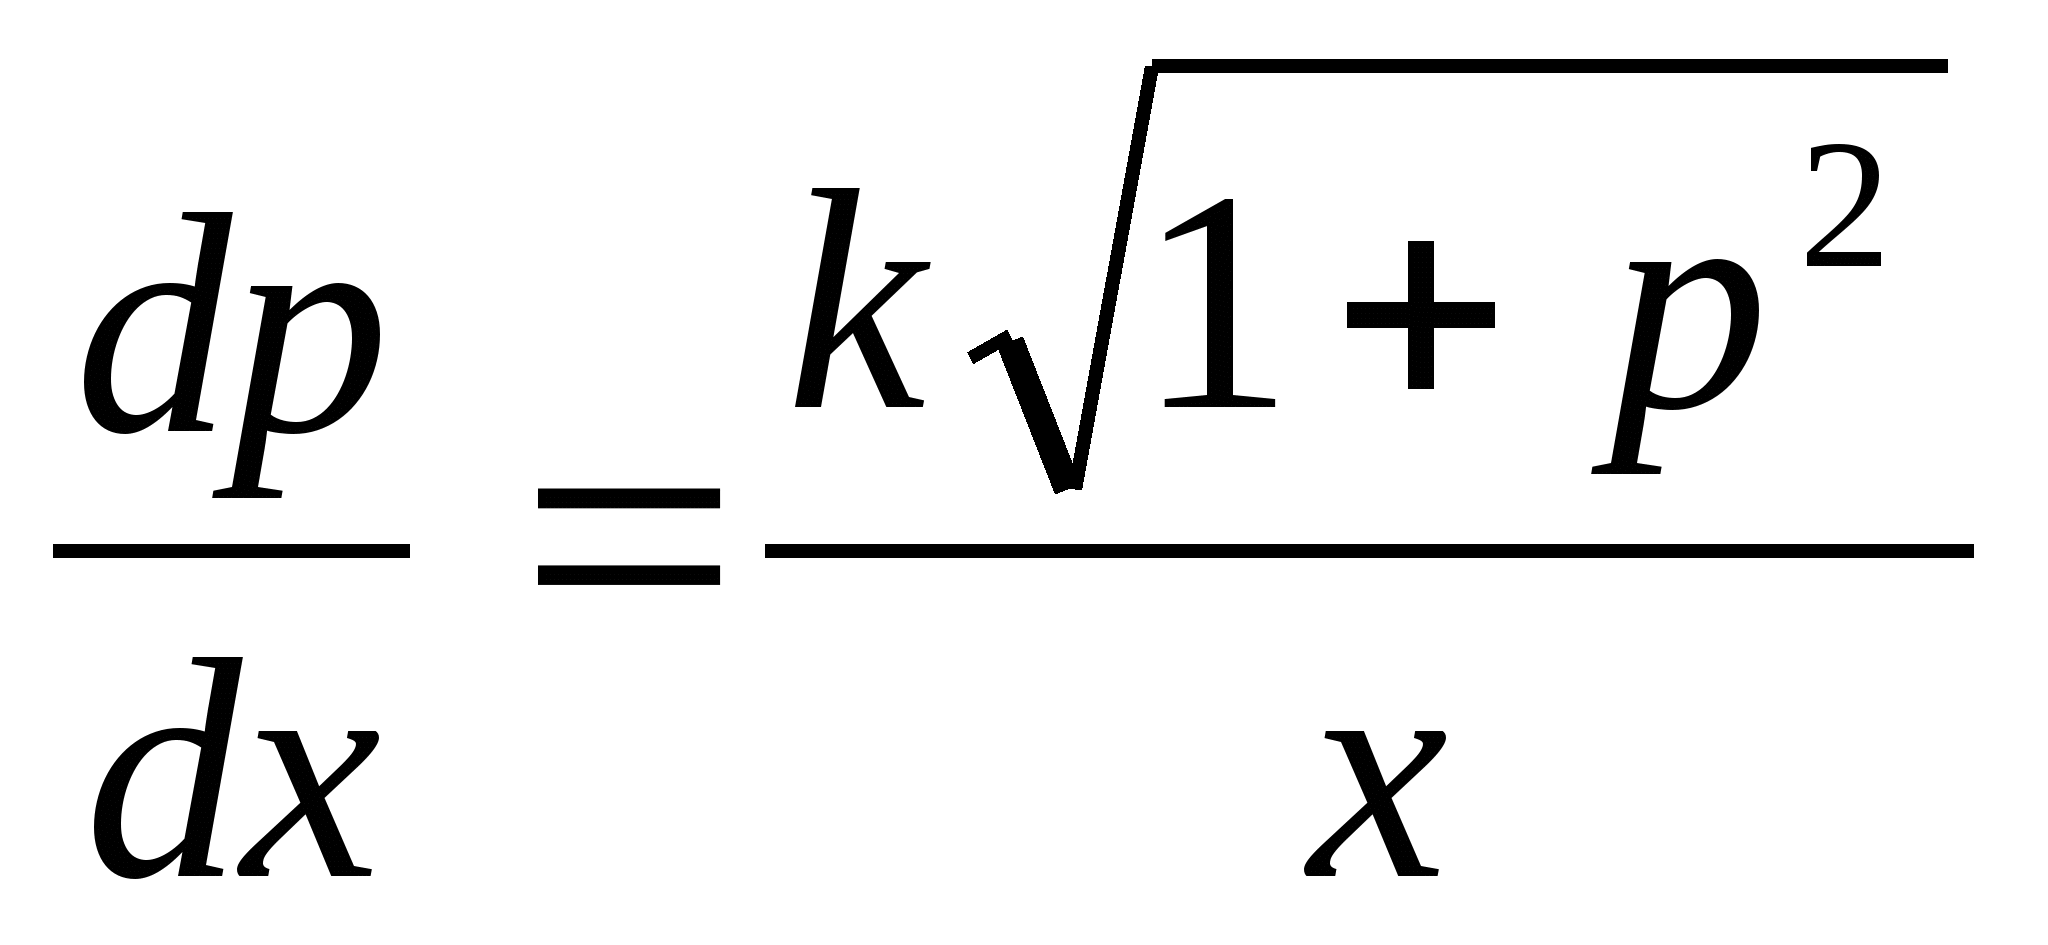 dp/dx = k√(1 + p²)/x